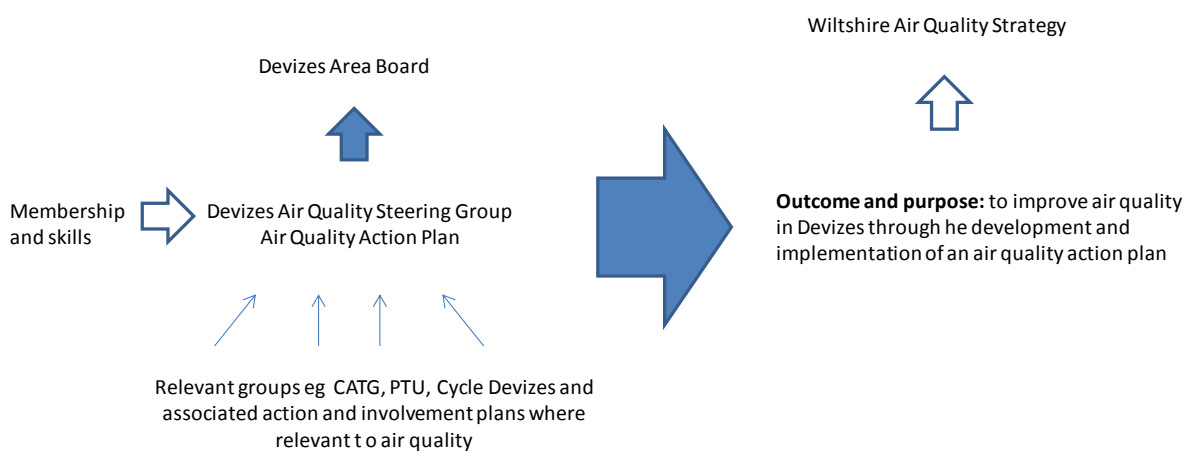 Wiltshire Air Quality Strategy
Devizes Area Board
Membership
and skills
Devizes Air Quality Steering Group
Air Quality Action Plan
Outcome and purpose: to improve air quality
in Devizes through he development and
implementation of an air quality action plan
Relevant groups eg CATG, PTU, Cycle Devizes and
associated action and involvement plans where
relevant t o air quality